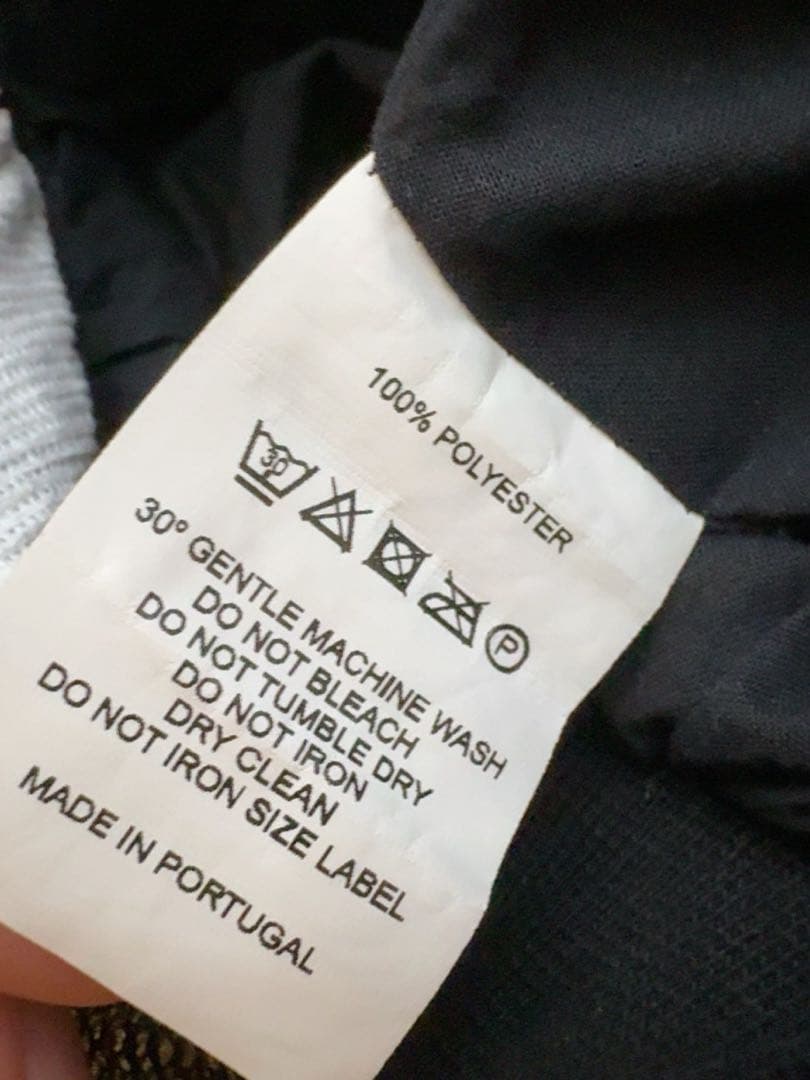 100% POLYESTER
30
P
30° GENTLE MACHINE WASH
DO NOT BLEACH
DO NOT TUMBLE DRY
DO NOT IRON
DRY CLEAN
DO NOT IRON SIZE LABEL
MADE IN PORTUGAL